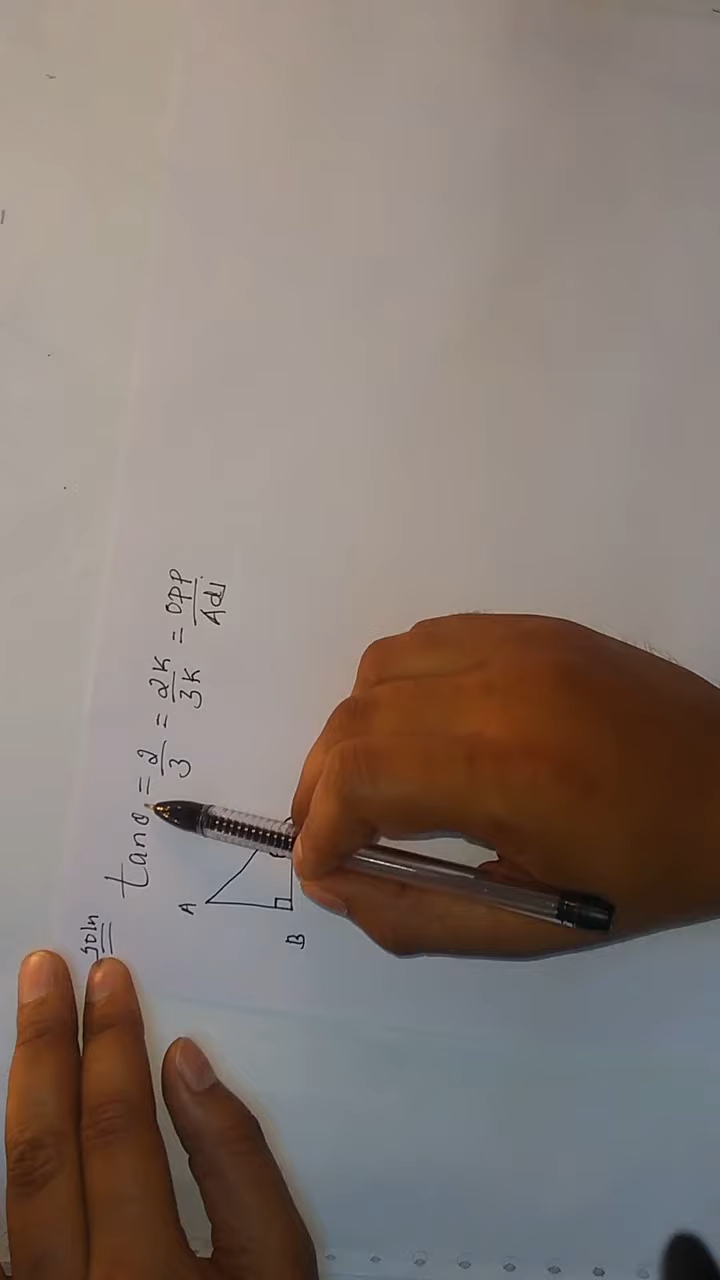 Soln
tanθ = 2/3 = 2K/3K = OPP/Adj
A
B